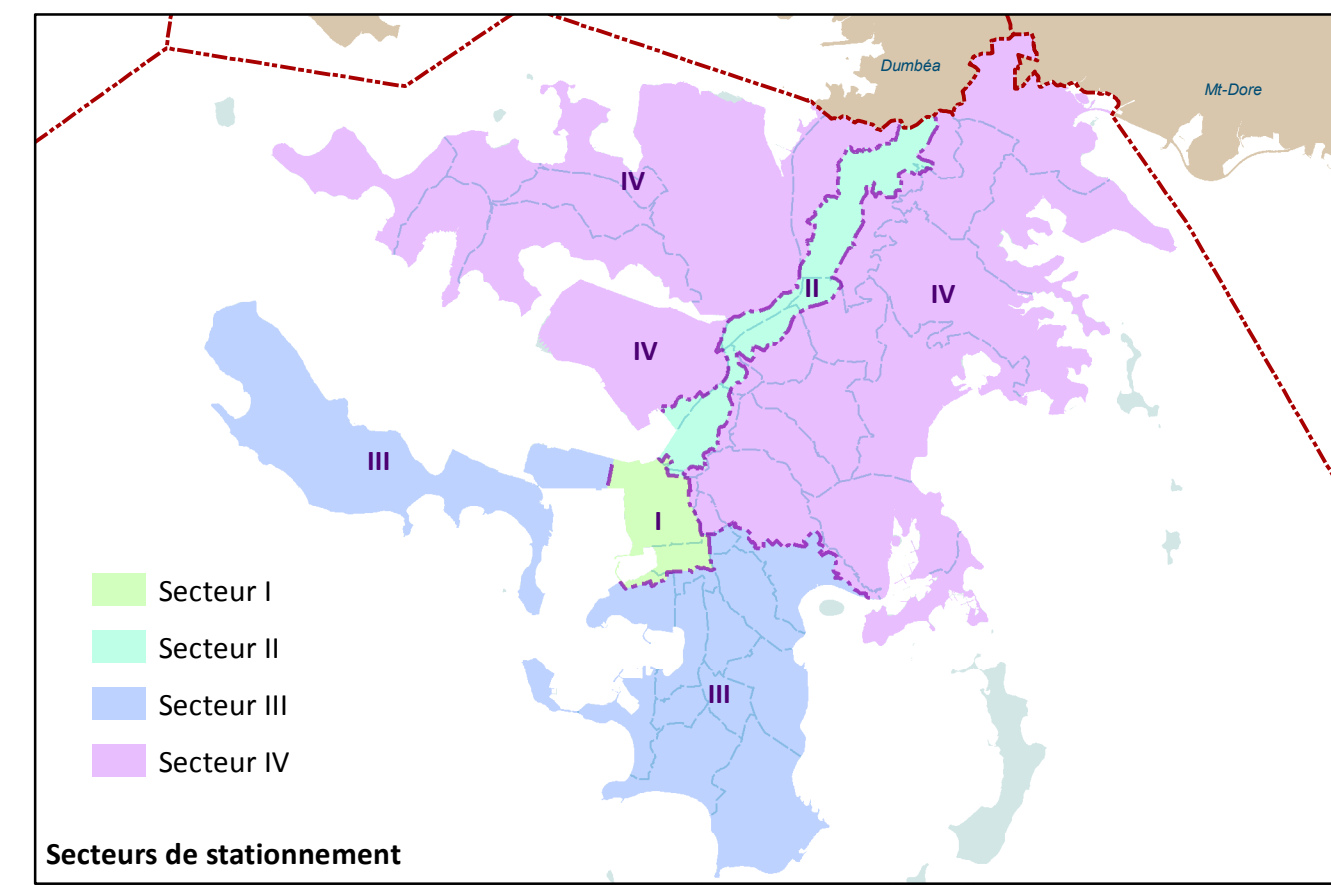 Dumbéa
Mt-Dore
IV
II
IV
IV
III
I
III
Secteur I
Secteur II
Secteur III
Secteur IV
Secteurs de stationnement